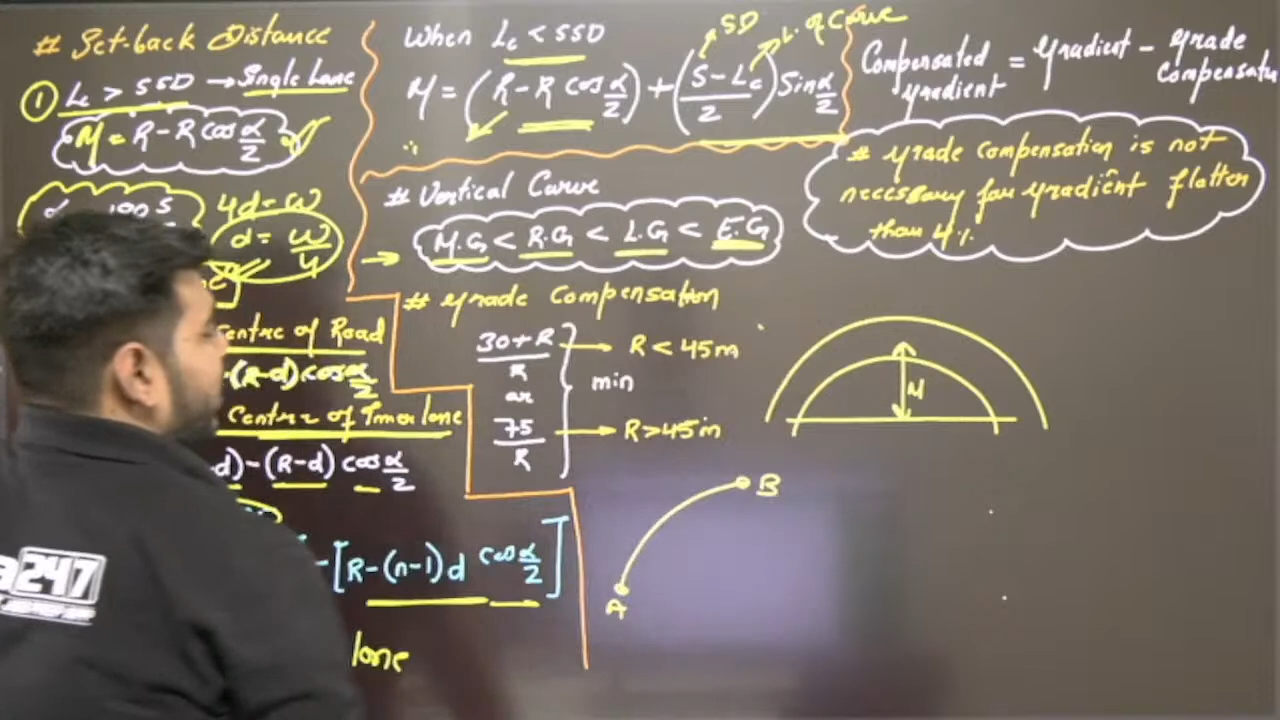 # Set-back Distance
① Lc > SSD → Single Lane
M = R - R cos α/2
100 S
4d = w
d = w/4
Centre of Road
(R-d) cos α/2
Centre of Inner lane
d) - (R-d) cos α/2
- [R-(n-1)d cos α/2]
lane
When Lc < SSD
M = (R - R cos α/2) + (S - Lc/2) Sin α/2
SD
L. of Curve
# Vertical Curve
→ M.G < R.G < L.G < E.G
# Grade Compensation
30+R/R → R < 45m
or
min
75/R → R > 45m
Compensated gradient = Gradient - Grade Compensatio
# Grade Compensation is not
necessary for Gradient flatter
than 4%
M
B
A
247